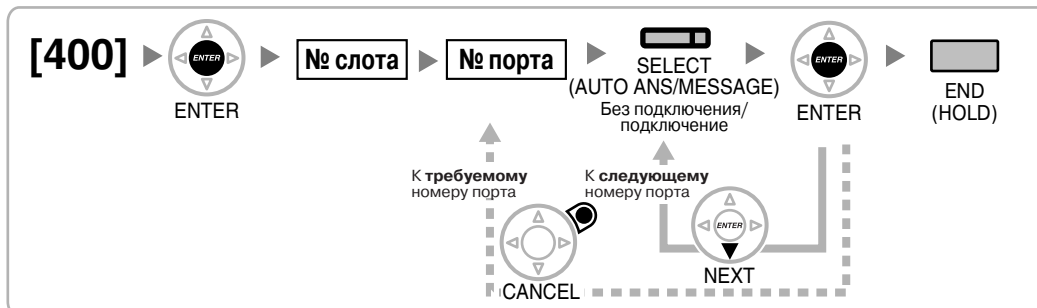 [400]
ENTER
ENTER
№ слота
№ порта
SELECT
(AUTO ANS/MESSAGE)
Без подключения/
подключение
ENTER
ENTER
END
(HOLD)
К требуемому
номеру порта
К следующему
номеру порта
ENTER
NEXT
CANCEL